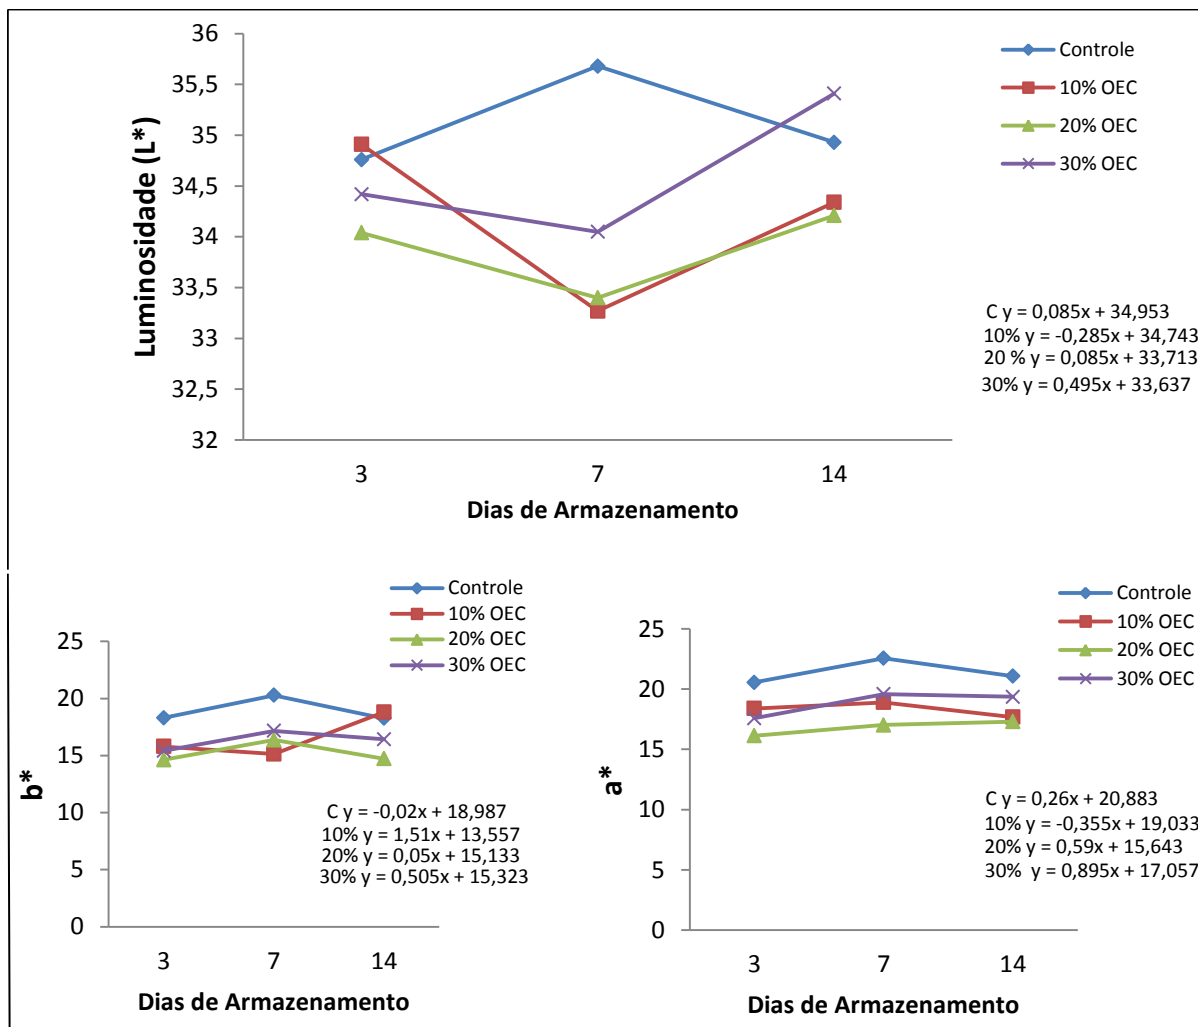 36
35,5
35
34,5
34
33,5
33
32,5
32
Luminosidade (L*)
3 7 14
Dias de Armazenamento
Controle
10% OEC
20% OEC
30% OEC
C y = 0,085x + 34,953
10% y = -0,285x + 34,743
20 % y = 0,085x + 33,713
30% y = 0,495x + 33,637
Controle
10% OEC
20% OEC
30% OEC
25
20
15
10
5
0
b*
C y = -0,02x + 18,987
10% y = 1,51x + 13,557
20% y = 0,05x + 15,133
30% y = 0,505x + 15,323
3 7 14
Dias de Armazenamento
Controle
10% OEC
20% OEC
30% OEC
25
20
15
10
5
0
a*
C y = 0,26x + 20,883
10% y = -0,355x + 19,033
20% y = 0,59x + 15,643
30% y = 0,895x + 17,057
3 7 14
Dias de Armazenamento